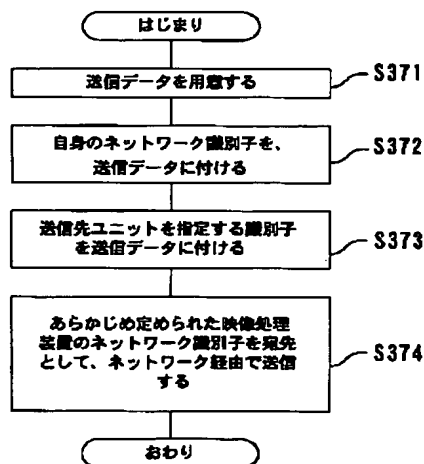 はじまり
送信データを用意する
S371
自身のネットワーク識別子を、
送信データに付ける
S372
送信先ユニットを指定する識別子
を送信データに付ける
S373
あらかじめ定められた映像処理
装置のネットワーク識別子を宛先
として、ネットワーク経由で送信
する
S374
おわり